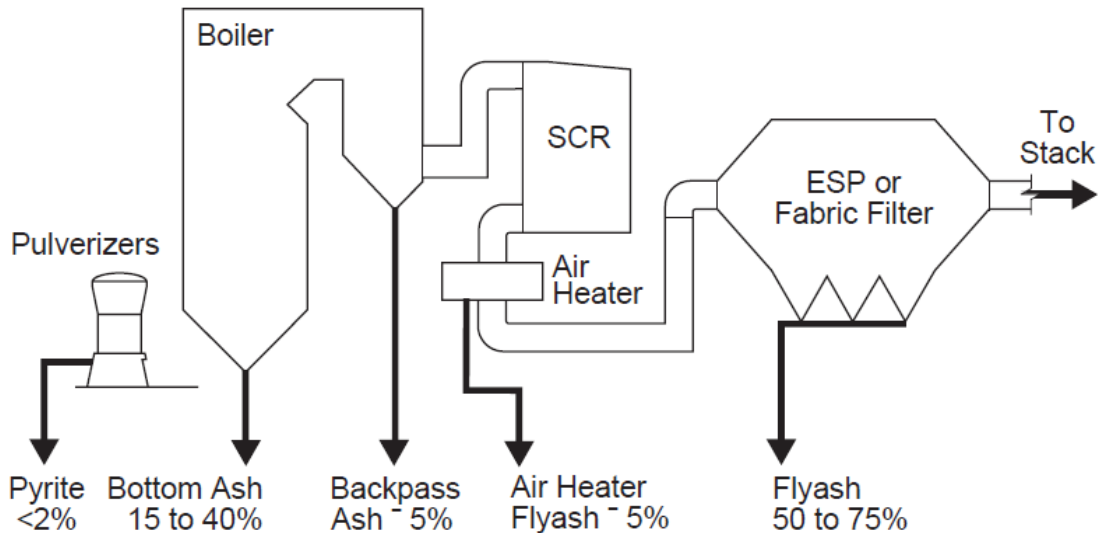 Boiler
SCR
To
Stack
ESP or
Fabric Filter
Pulverizers
Air
Heater
Pyrite
<2%
Bottom Ash
15 to 40%
Backpass
Ash ‾ 5%
Air Heater
Flyash ‾ 5%
Flyash
50 to 75%